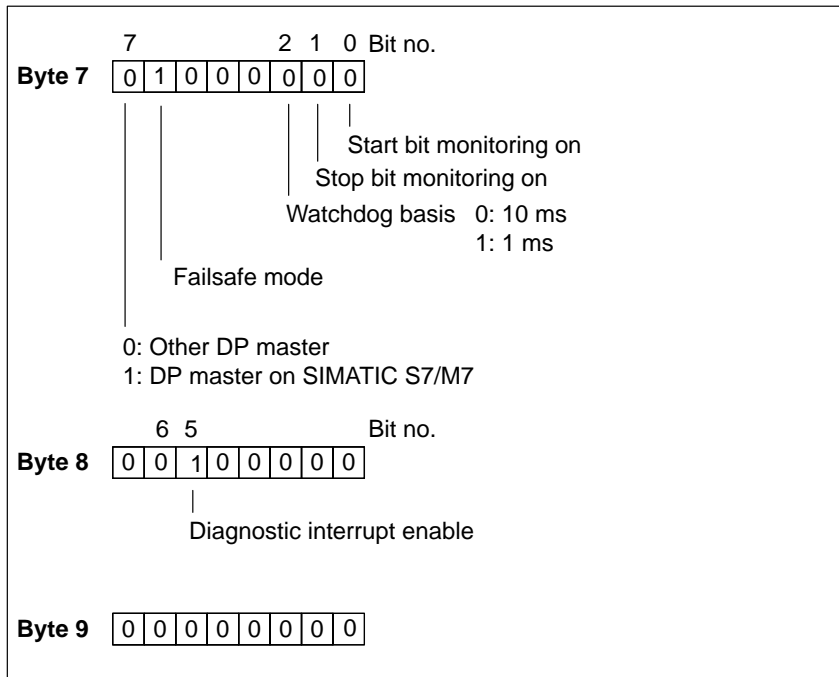 7 2 1 0 Bit no.
Byte 7 0 1 0 0 0 0 0 0
Start bit monitoring on
Stop bit monitoring on
Watchdog basis 0: 10 ms
1: 1 ms
Failsafe mode
0: Other DP master
1: DP master on SIMATIC S7/M7
6 5 Bit no.
Byte 8 0 0 1 0 0 0 0 0
Diagnostic interrupt enable
Byte 9 0 0 0 0 0 0 0 0